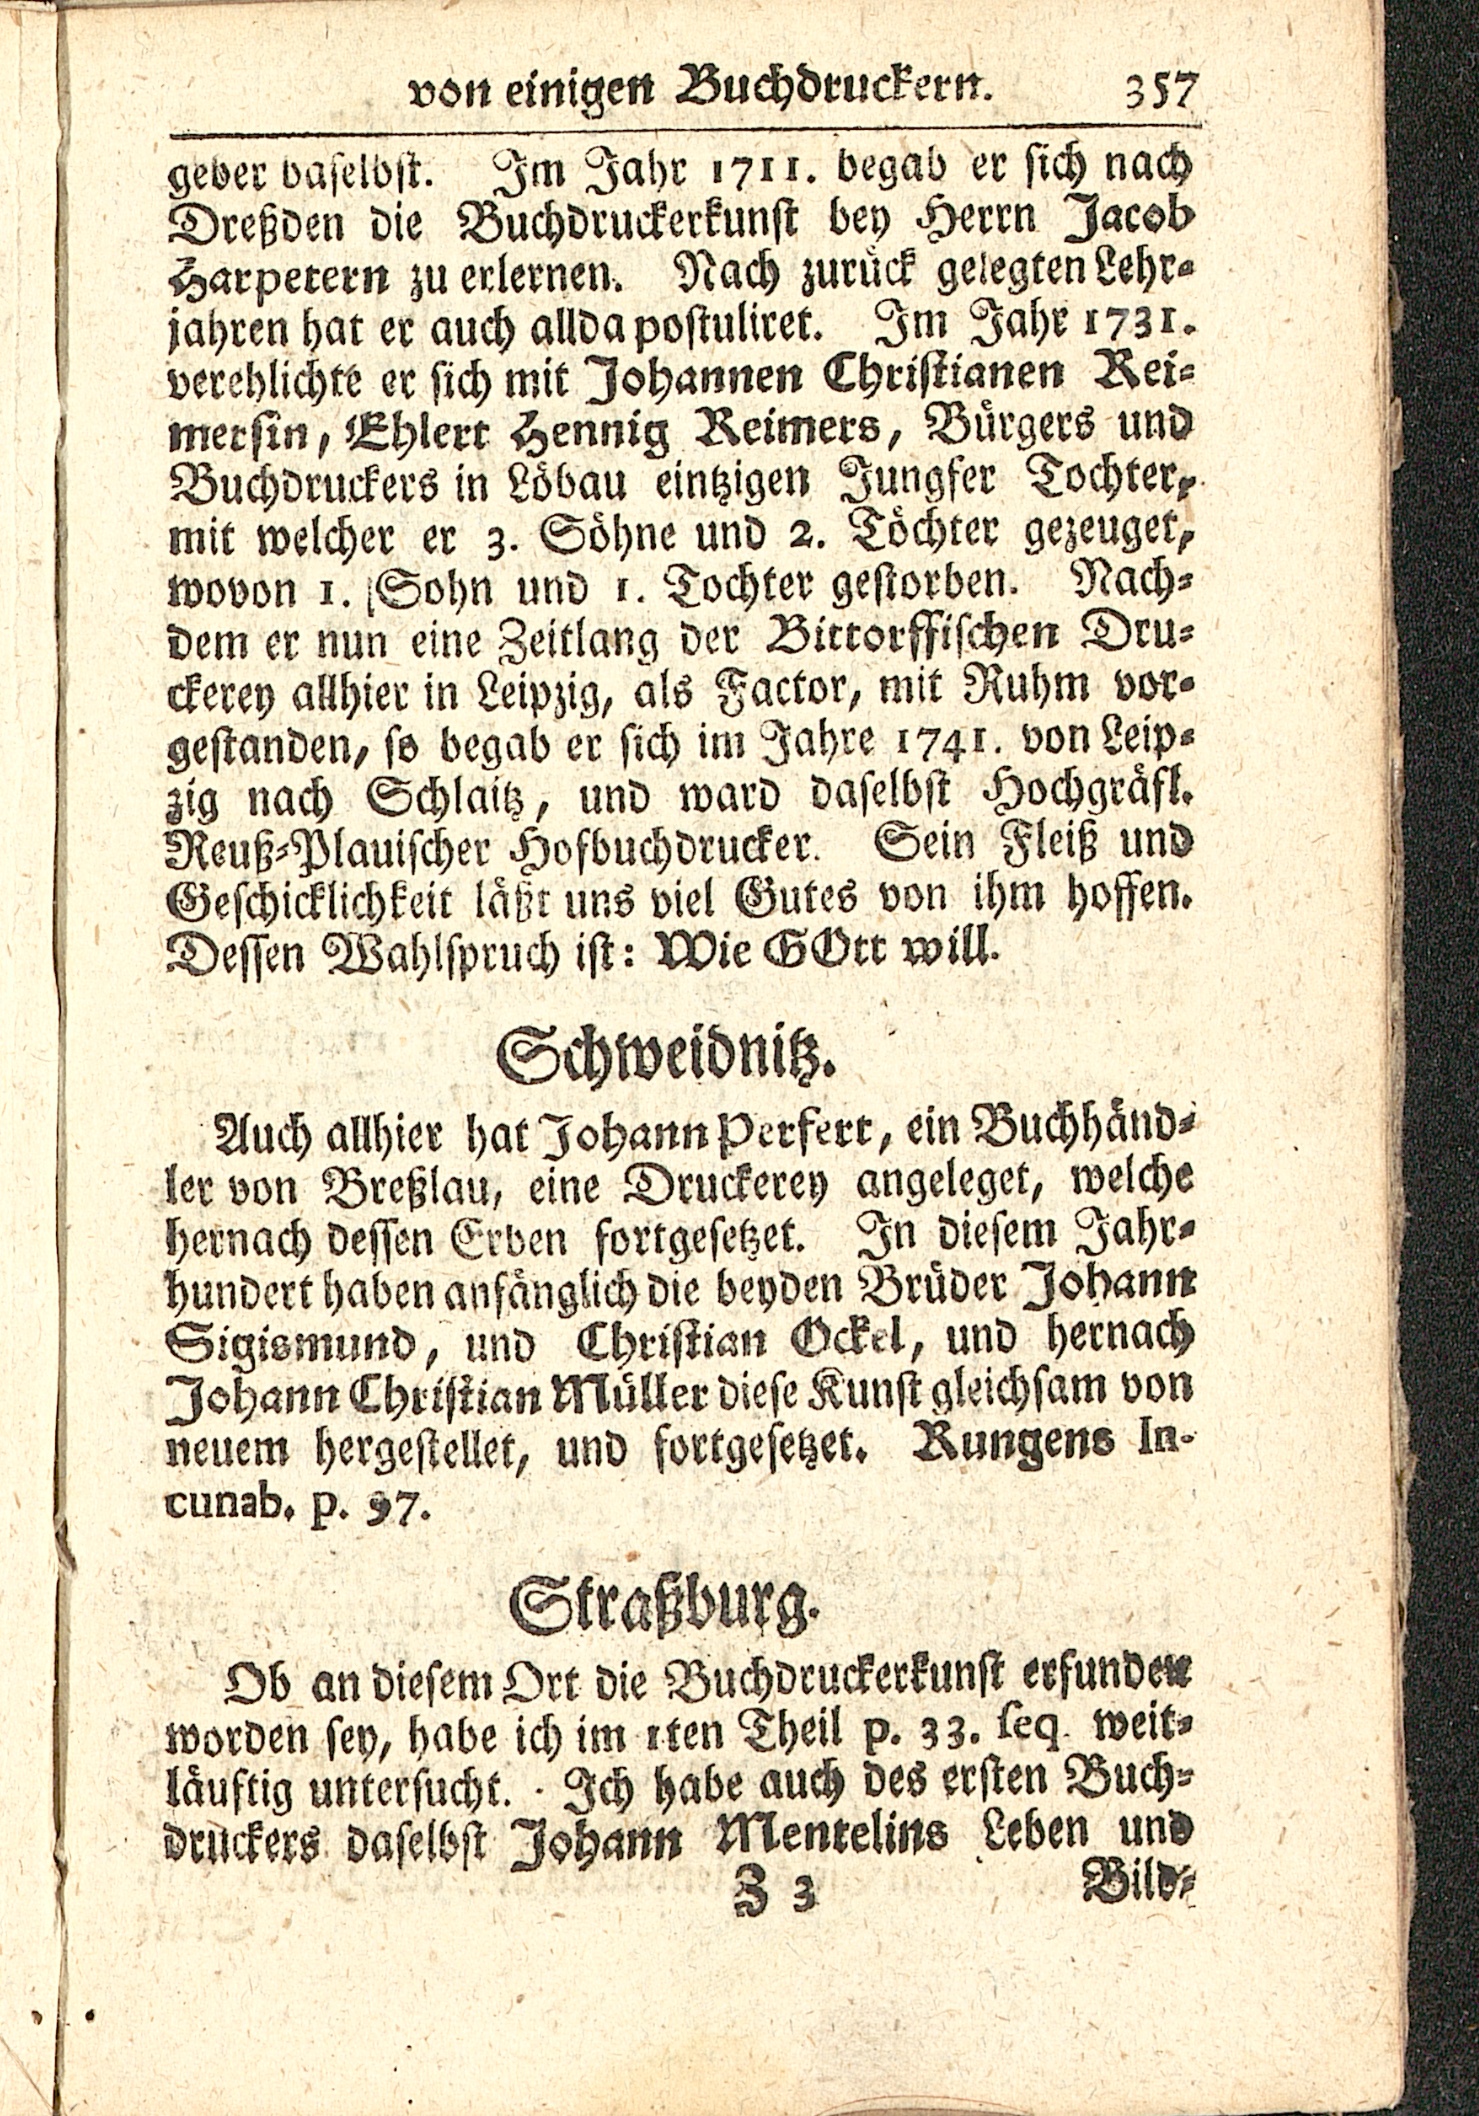 von einigen Buchdruckern. 357
geber daselbst. Im Jahr 1711. begab er sich nach
Dreßden die Buchdruckerkunst bey Herrn Jacob
Harpetern zu erlernen. Nach zurück gelegten Lehr-
jahren hat er auch allda postuliret. Im Jahr 1731.
verehlichte er sich mit Johannen Christianen Rei-
mersin, Ehlert Hennig Reimers, Bürgers und
Buchdruckers in Löbau eintzigen Jungfer Tochter,
mit welcher er 3. Söhne und 2. Töchter gezeuget,
wovon 1. Sohn und 1. Tochter gestorben. Nach-
dem er nun eine Zeitlang der Bittorffischen Dru-
ckerey allhier in Leipzig, als Factor, mit Ruhm vor-
gestanden, so begab er sich im Jahre 1741. von Leip-
zig nach Schlaitz, und ward daselbst Hochgräfl.
Reuß-Plauischer Hofbuchdrucker. Sein Fleiß und
Geschicklichkeit läßt uns viel Gutes von ihm hoffen.
Dessen Wahlspruch ist: Wie GOtt will.
Schweidnitz.
Auch allhier hat Johann Perfert, ein Buchhänd-
ler von Breßlau, eine Druckerey angeleget, welche
hernach dessen Erben fortgesetzet. In diesem Jahr-
hundert haben anfänglich die beyden Brüder Johann
Sigismund, und Christian Ockel, und hernach
Johann Christian Müller diese Kunst gleichsam von
neuem hergestellet, und fortgesetzet. Rungens In-
cunab. p. 97.
Straßburg.
Ob an diesem Ort die Buchdruckerkunst erfunden
worden sey, habe ich im 1ten Theil p. 33. seq. weit-
läuftig untersucht. Ich habe auch des ersten Buch-
druckers daselbst Johann Mentelins Leben und
Z 3 Bild-